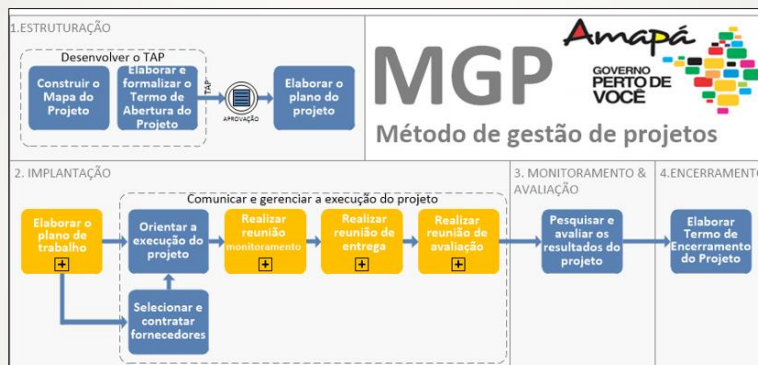 1.ESTRUTURAÇÃO
Desenvolver o TAP
Construir o
Mapa do
Projeto
Elaborar e
formalizar o
Termo de
Abertura do
Projeto
TAP
APROVAÇÃO
Elaborar o
plano do
projeto
MGP
Método de gestão de projetos
Amapá
GOVERNO
PERTO DE
VOCÊ
2. IMPLANTAÇÃO
Comunicar e gerenciar a execução do projeto
Elaborar o
plano de
trabalho
Orientar a
execução do
projeto
Realizar
reunião
monitoramento
Realizar
reunião
de entrega
Realizar
reunião de
avaliação
Selecionar e
contratar
fornecedores
3. MONITORAMENTO &
AVALIAÇÃO
Pesquisar e
avaliar os
resultados do
projeto
4.ENCERRAMENTO
Elaborar
Termo de
Encerramento
do Projeto